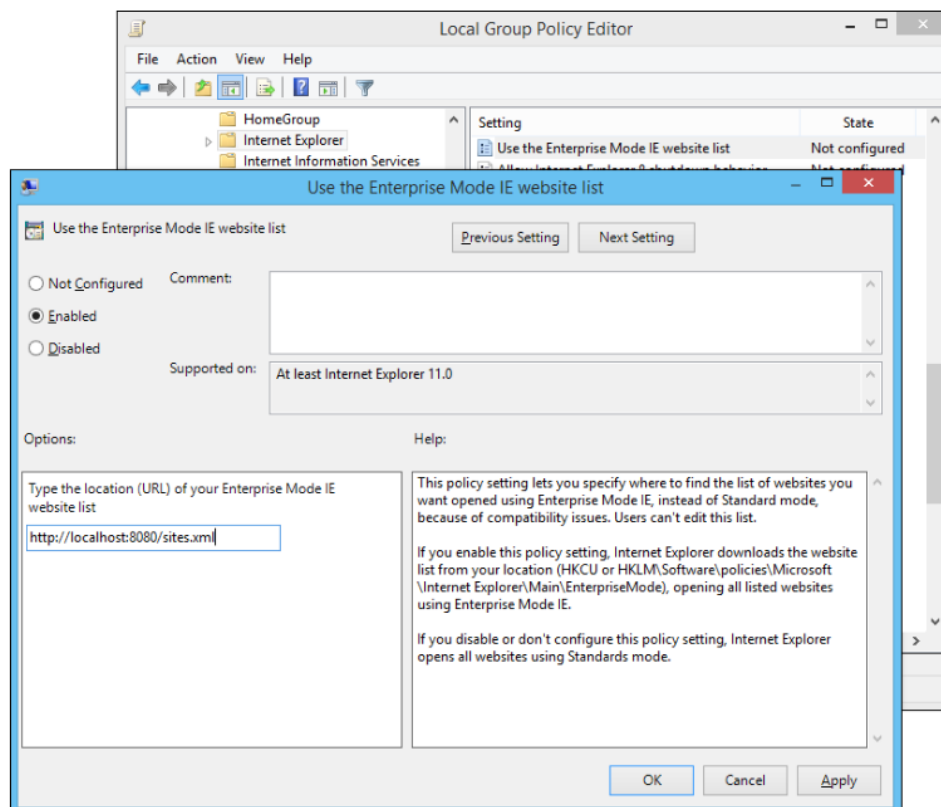 Local Group Policy Editor
File Action View Help
HomeGroup
Internet Explorer
Internet Information Services
Setting State
Use the Enterprise Mode IE website list Not configured
Use the Enterprise Mode IE website list
Use the Enterprise Mode IE website list
Previous Setting Next Setting
Not Configured
Enabled
Disabled
Comment:
Supported on:
At least Internet Explorer 11.0
Options:
Help:
Type the location (URL) of your Enterprise Mode IE
website list
http://localhost:8080/sites.xml
This policy setting lets you specify where to find the list of websites you
want opened using Enterprise Mode IE, instead of Standard mode,
because of compatibility issues. Users can't edit this list.
If you enable this policy setting, Internet Explorer downloads the website
list from your location (HKCU or HKLM\Software\policies\Microsoft
\Internet Explorer\Main\EnterpriseMode), opening all listed websites
using Enterprise Mode IE.
If you disable or don't configure this policy setting, Internet Explorer
opens all websites using Standards mode.
OK Cancel Apply